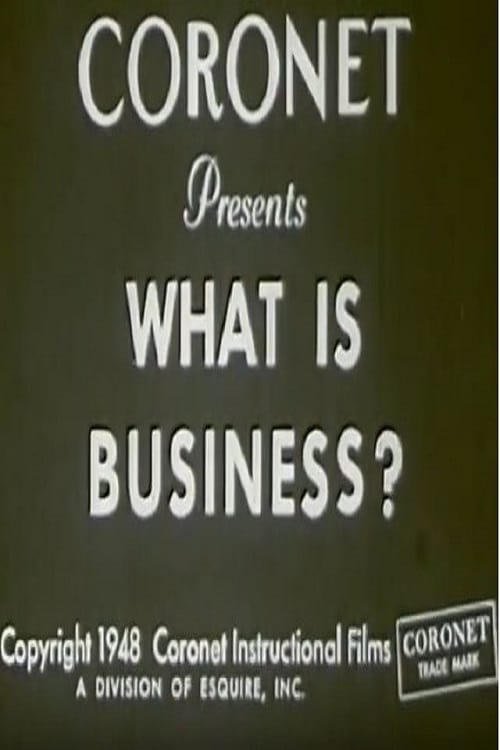 CORONET
Presents
WHAT IS
BUSINESS?
Copyright 1948 Coronet Instructional Films
A DIVISION OF ESQUIRE, INC.
CORONET
TRADE MARK